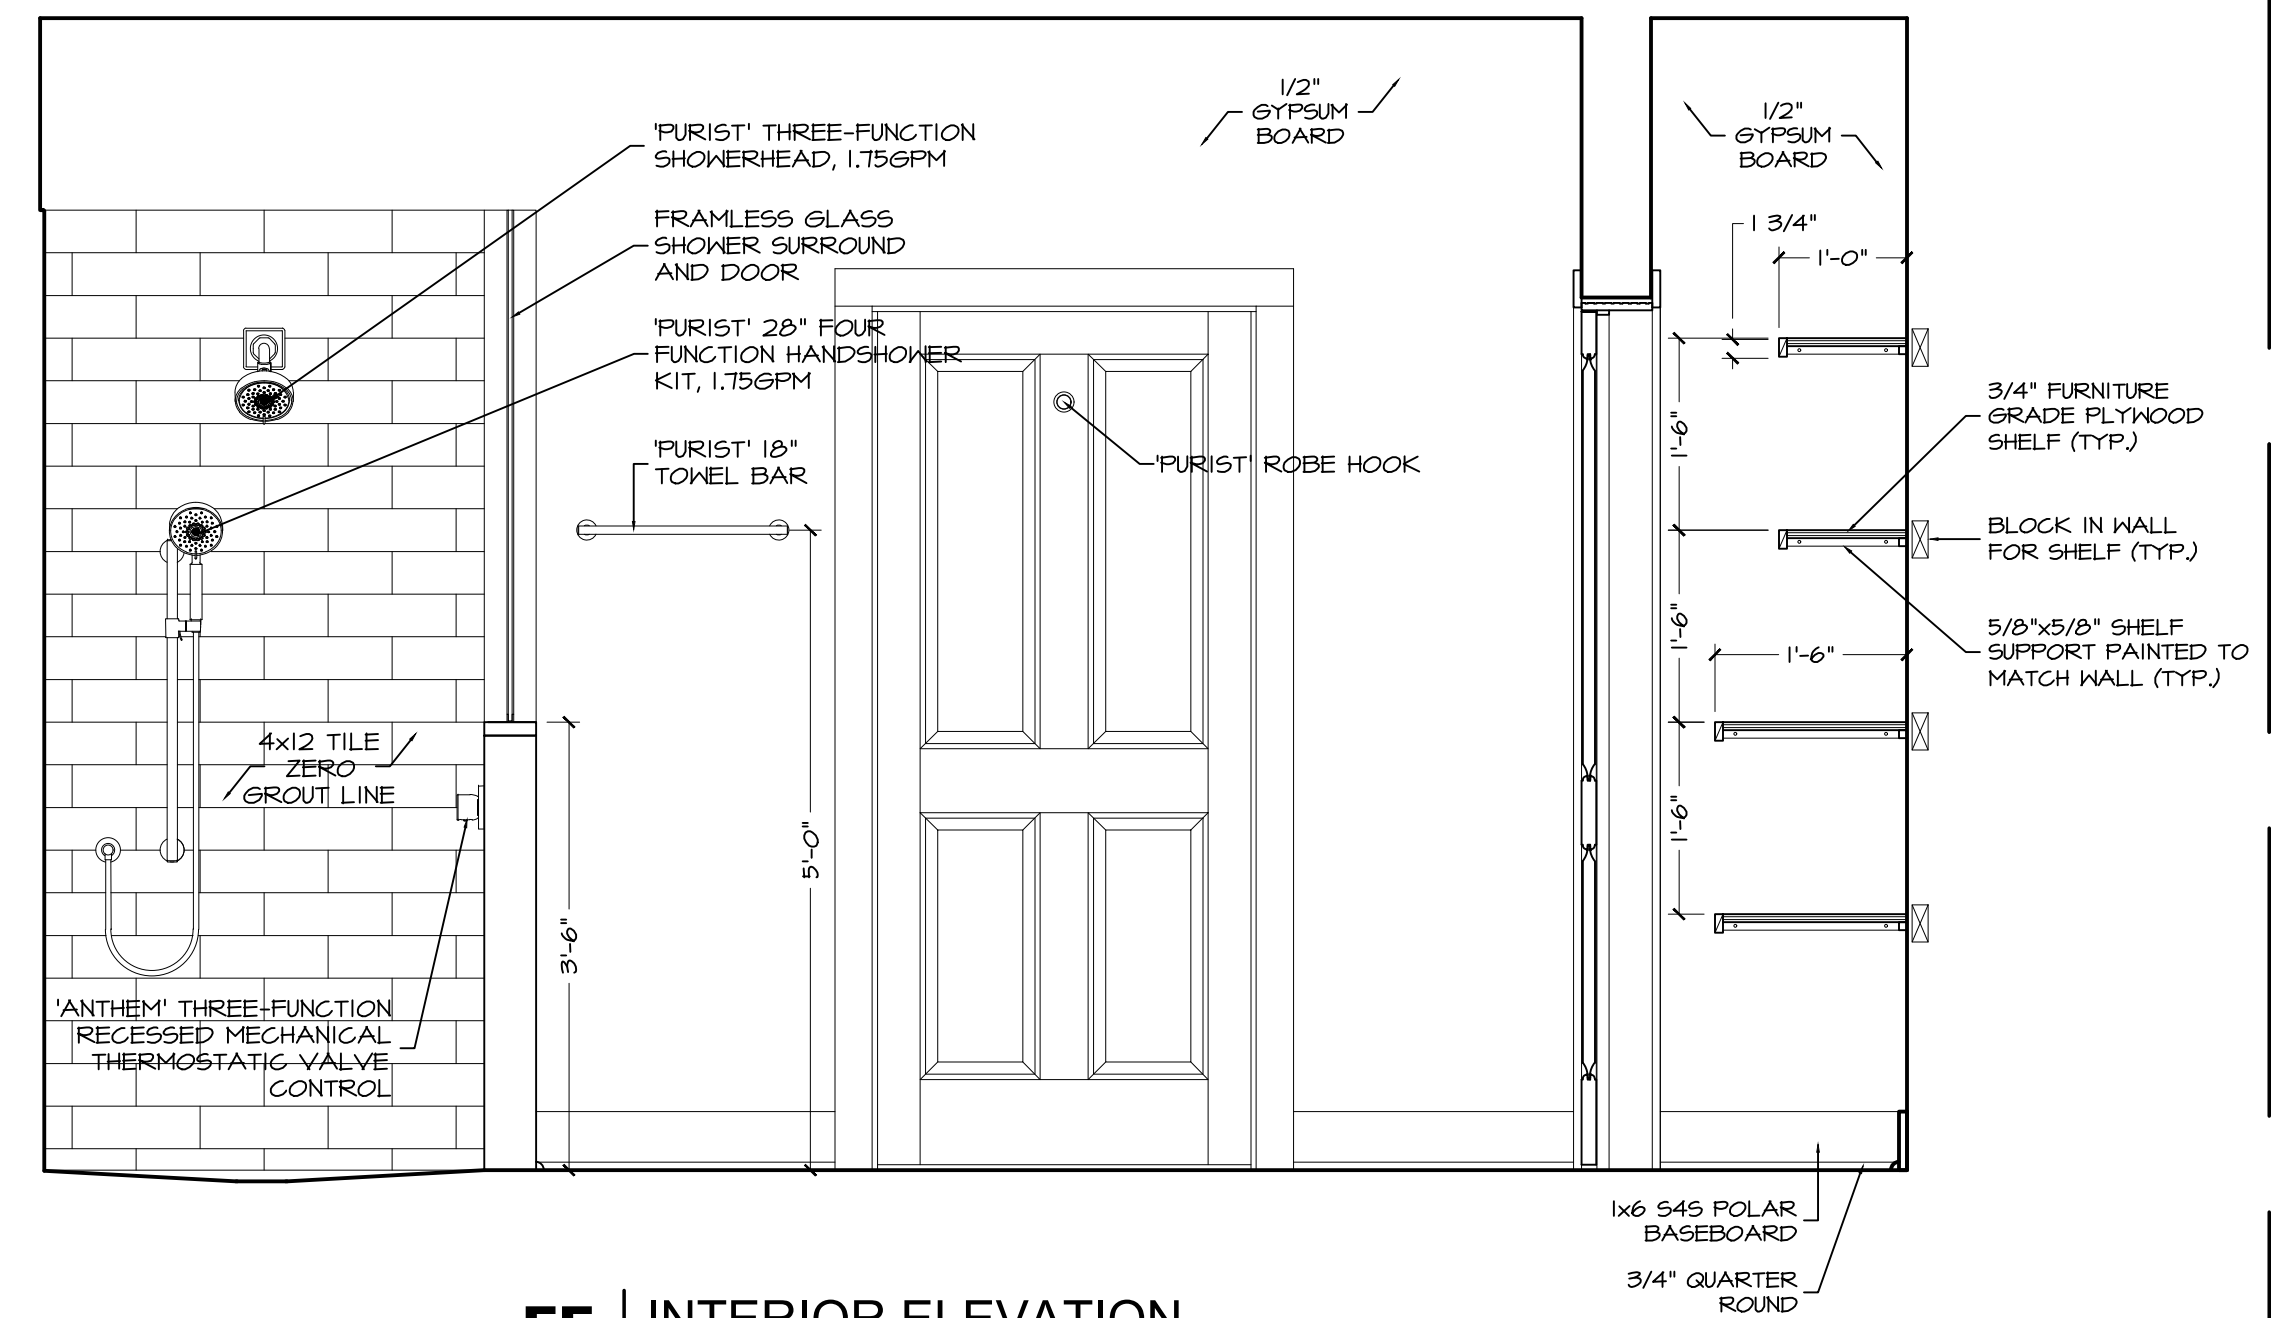 1/2"
GYPSUM
BOARD
1/2"
GYPSUM
BOARD
'PURIST' THREE-FUNCTION
SHOWERHEAD, 1.75GPM
FRAMLESS GLASS
SHOWER SURROUND
AND DOOR
1 3/4"
1'-0"
'PURIST' 28" FOUR
FUNCTION HANDSHOWER
KIT, 1.75GPM
'PURIST' 18"
TOWEL BAR
'PURIST' ROBE HOOK
1'-6"
3/4" FURNITURE
GRADE PLYWOOD
SHELF (TYP.)
BLOCK IN WALL
FOR SHELF (TYP.)
1'-6"
1'-6"
5/8"x5/8" SHELF
SUPPORT PAINTED TO
MATCH WALL (TYP.)
4x12 TILE
ZERO
GROUT LINE
1'-6"
5'-0"
3'-6"
'ANTHEM' THREE-FUNCTION
RECESSED MECHANICAL
THERMOSTATIC VALVE
CONTROL
1x6 S4S POLAR
BASEBOARD
3/4" QUARTER
ROUND
INTERIOR ELEVATION